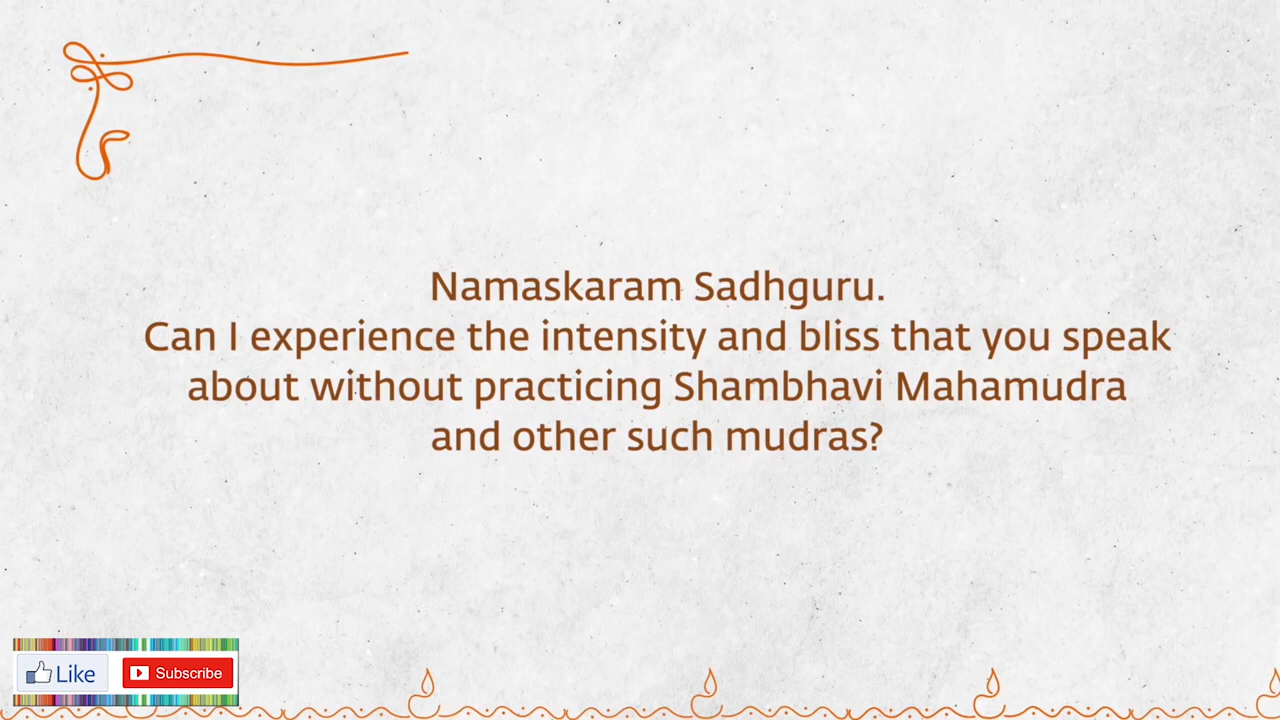 Namaskaram Sadhguru.
Can I experience the intensity and bliss that you speak
about without practicing Shambhavi Mahamudra
and other such mudras?
Like
Subscribe